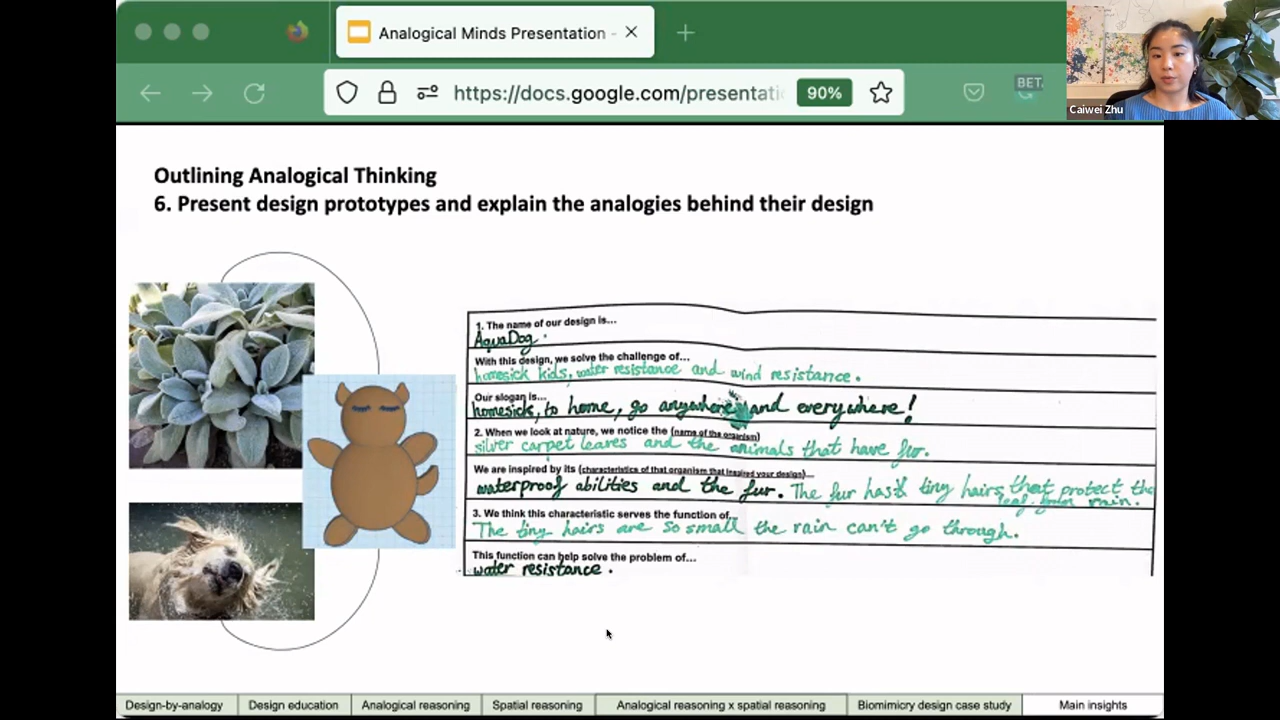 Analogical Minds Presentation -
https://docs.google.com/presentati
90%
BET
Caiwei Zhu
Outlining Analogical Thinking
6. Present design prototypes and explain the analogies behind their design
1. The name of our design is...
AquaDog.
With this design, we solve the challenge of...
homesick kids, water resistance and wind resistance.
Our slogan is...
homesick, to home, go anywhere and everywhere!
2. When we look at nature, we notice the (name of the organism)
silver carpet leaves and the animals that have fur.
We are inspired by its (characteristics of that organism that inspired your design)...
waterproof abilities and the fur. The fur has tiny hairs that protect the
leaf from rain.
3. We think this characteristic serves the function of...
The tiny hairs are so small the rain can't go through.
This function can help solve the problem of...
water resistance.
Design-by-analogy
Design education
Analogical reasoning
Spatial reasoning
Analogical reasoning x spatial reasoning
Biomimicry design case study
Main insights